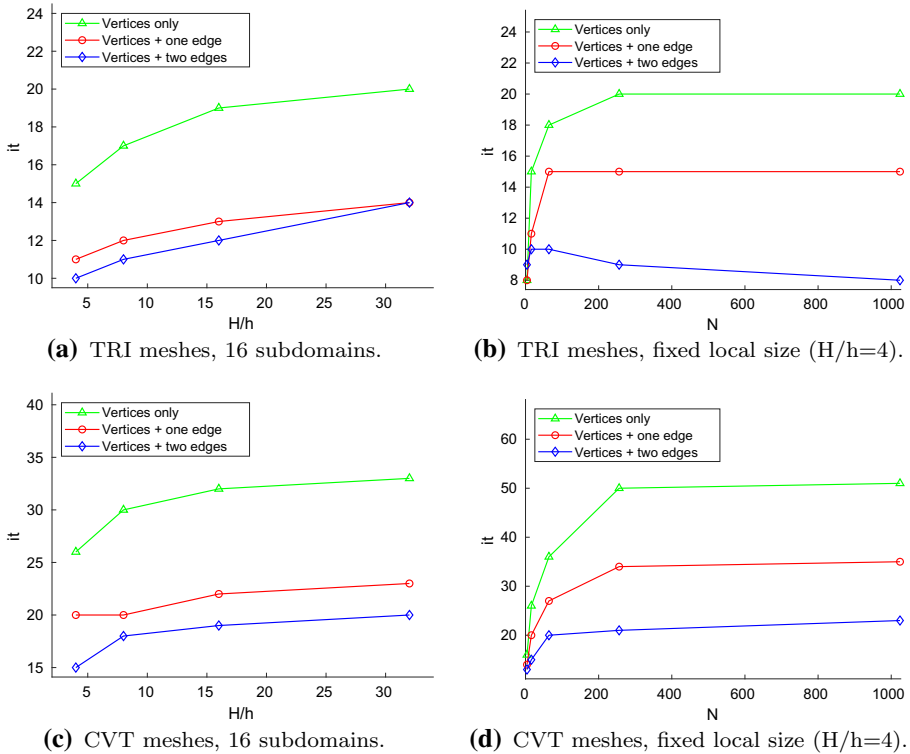 24
22
20
18
16
14
12
10
it
Vertices only
Vertices + one edge
Vertices + two edges
5
10
15
20
25
30
H/h
(a) TRI meshes, 16 subdomains.
24
22
20
18
16
14
12
10
8
it
Vertices only
Vertices + one edge
Vertices + two edges
0
200
400
600
800
1000
N
(b) TRI meshes, fixed local size (H/h=4).
40
35
30
25
20
15
it
Vertices only
Vertices + one edge
Vertices + two edges
5
10
15
20
25
30
H/h
(c) CVT meshes, 16 subdomains.
60
50
40
30
20
it
Vertices only
Vertices + one edge
Vertices + two edges
0
200
400
600
800
1000
N
(d) CVT meshes, fixed local size (H/h=4).